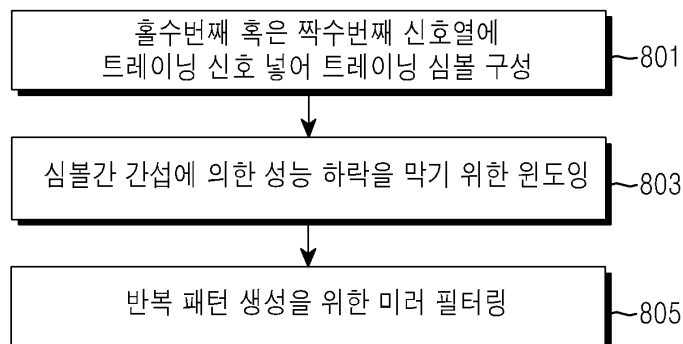 홀수번째 혹은 짝수번째 신호열에
트레이닝 신호 넣어 트레이닝 심볼 구성
801
심볼간 간섭에 의한 성능 하락을 막기 위한 윈도잉
803
반복 패턴 생성을 위한 미러 필터링
805